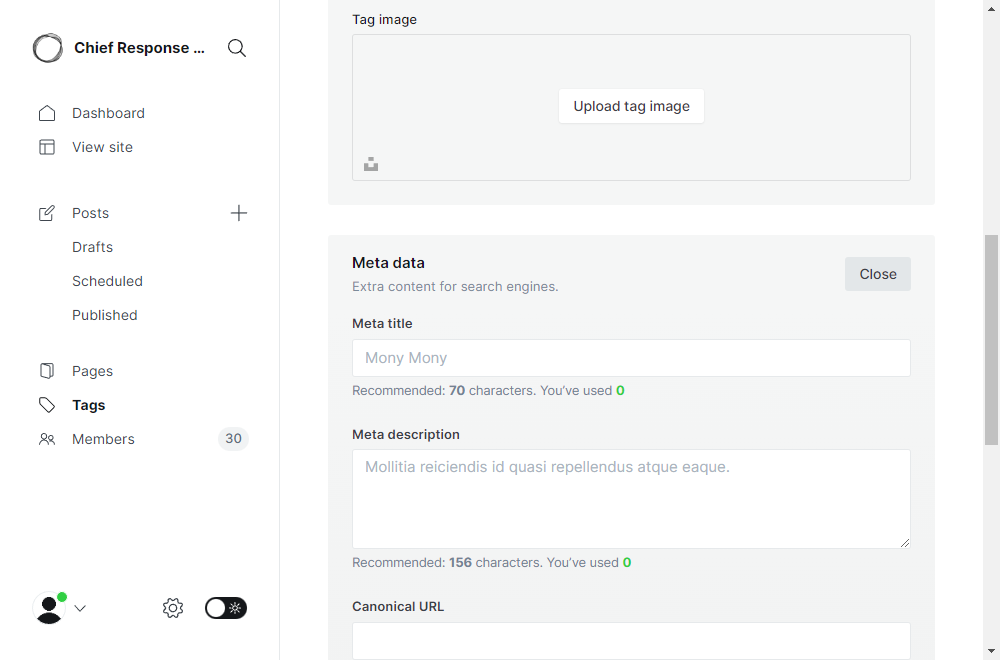 Chief Response ...
Dashboard
View site
Posts
Drafts
Scheduled
Published
Pages
Tags
Members
30
Tag image
Upload tag image
Meta data
Extra content for search engines.
Close
Meta title
Mony Mony
Recommended: 70 characters. You’ve used 0
Meta description
Mollitia reiciendis id quasi repellendus atque eaque.
Recommended: 156 characters. You’ve used 0
Canonical URL